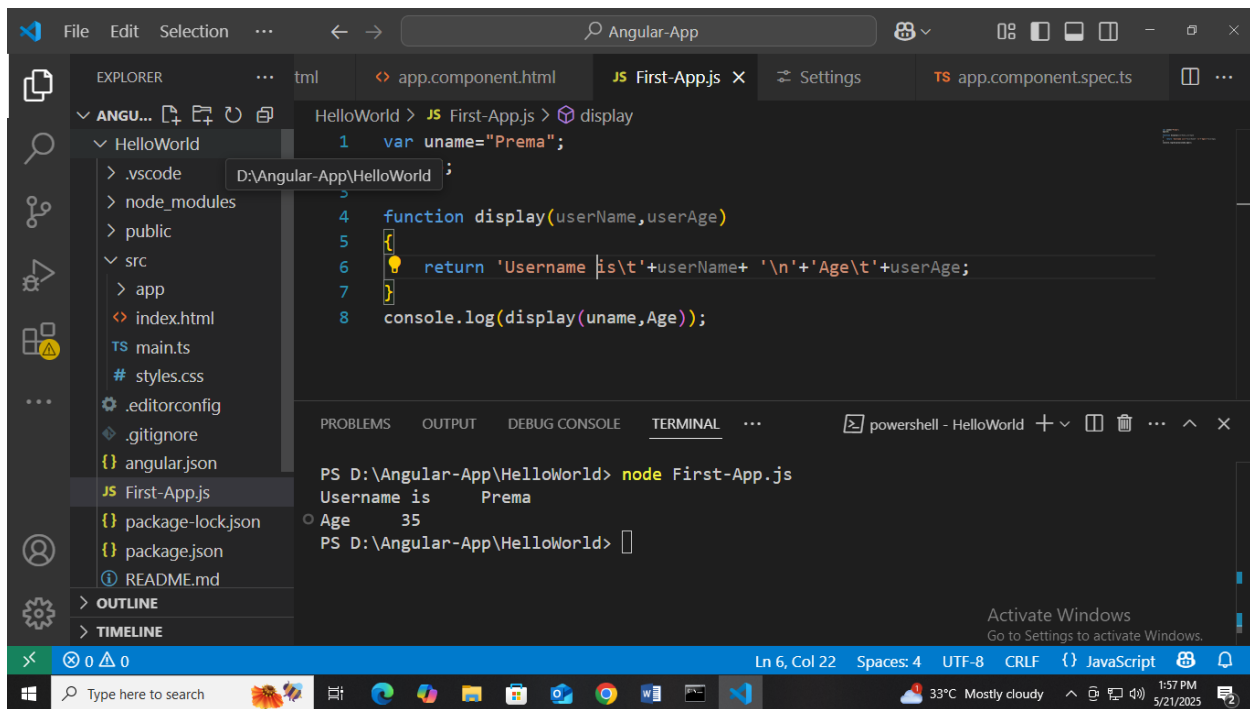 File Edit Selection ··· Angular-App
EXPLORER ··· tml <> app.component.html JS First-App.js × Settings TS app.component.spec.ts ···
ANGU... HelloWorld > JS First-App.js > display
HelloWorld
.vscode
D:\Angular-App\HelloWorld
node_modules
public
src
app
<> index.html
TS main.ts
# styles.css
.editorconfig
.gitignore
{} angular.json
JS First-App.js
{} package-lock.json
{} package.json
README.md
OUTLINE
TIMELINE
1 var uname="Prema";
;
3
4 function display(userName,userAge)
5 {
6 return 'Username is\t'+userName+ '\n'+'Age\t'+userAge;
7 }
8 console.log(display(uname,Age));
PROBLEMS OUTPUT DEBUG CONSOLE TERMINAL ··· powershell - HelloWorld
PS D:\Angular-App\HelloWorld> node First-App.js
Username is Prema
Age 35
PS D:\Angular-App\HelloWorld>
Activate Windows
Go to Settings to activate Windows.
0 0 Ln 6, Col 22 Spaces: 4 UTF-8 CRLF {} JavaScript
Type here to search 33°C Mostly cloudy 1:57 PM
5/21/2025
2